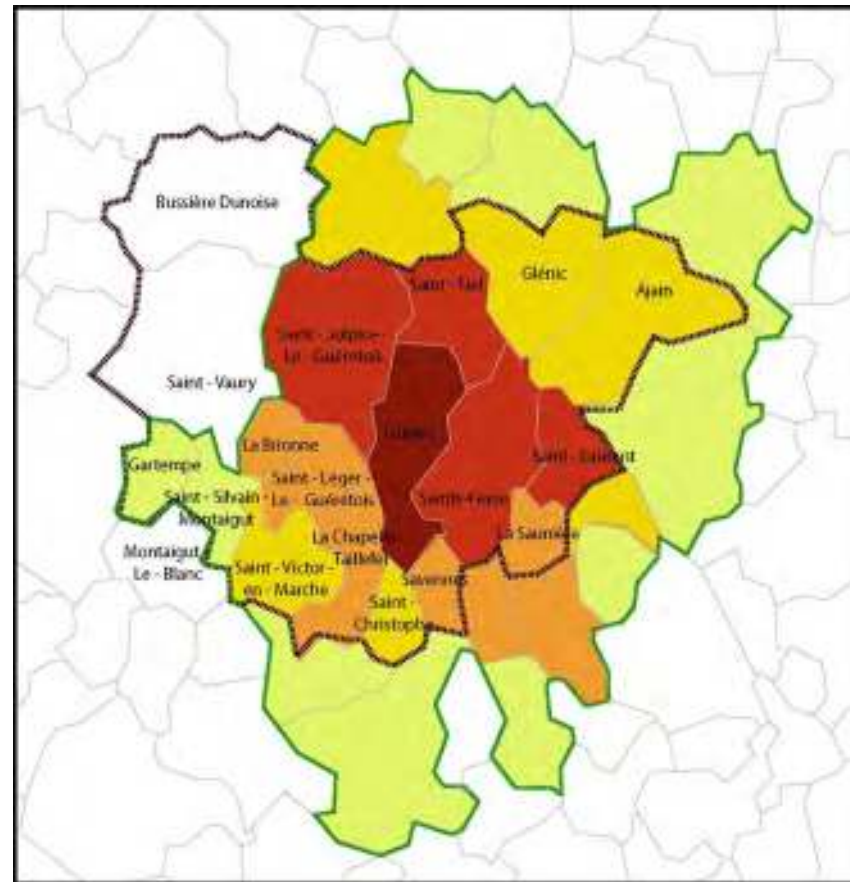 Bussière Dunoise
Glénic
Ajain
Saint - Fiel
Saint - Sulpice -
Le - Guérétois
Saint - Vaury
La Brionne
Gartempe
Saint - Léger -
Le - Guérétois
Saint - Laurent
Saint - Silvain -
Montaigut
Sainte-Feyre
La Saunière
La Chapelle
Taillefer
Montaigut
Le - Blanc
Saint - Victor -
en - Marche
Savennes
Saint -
Christophe